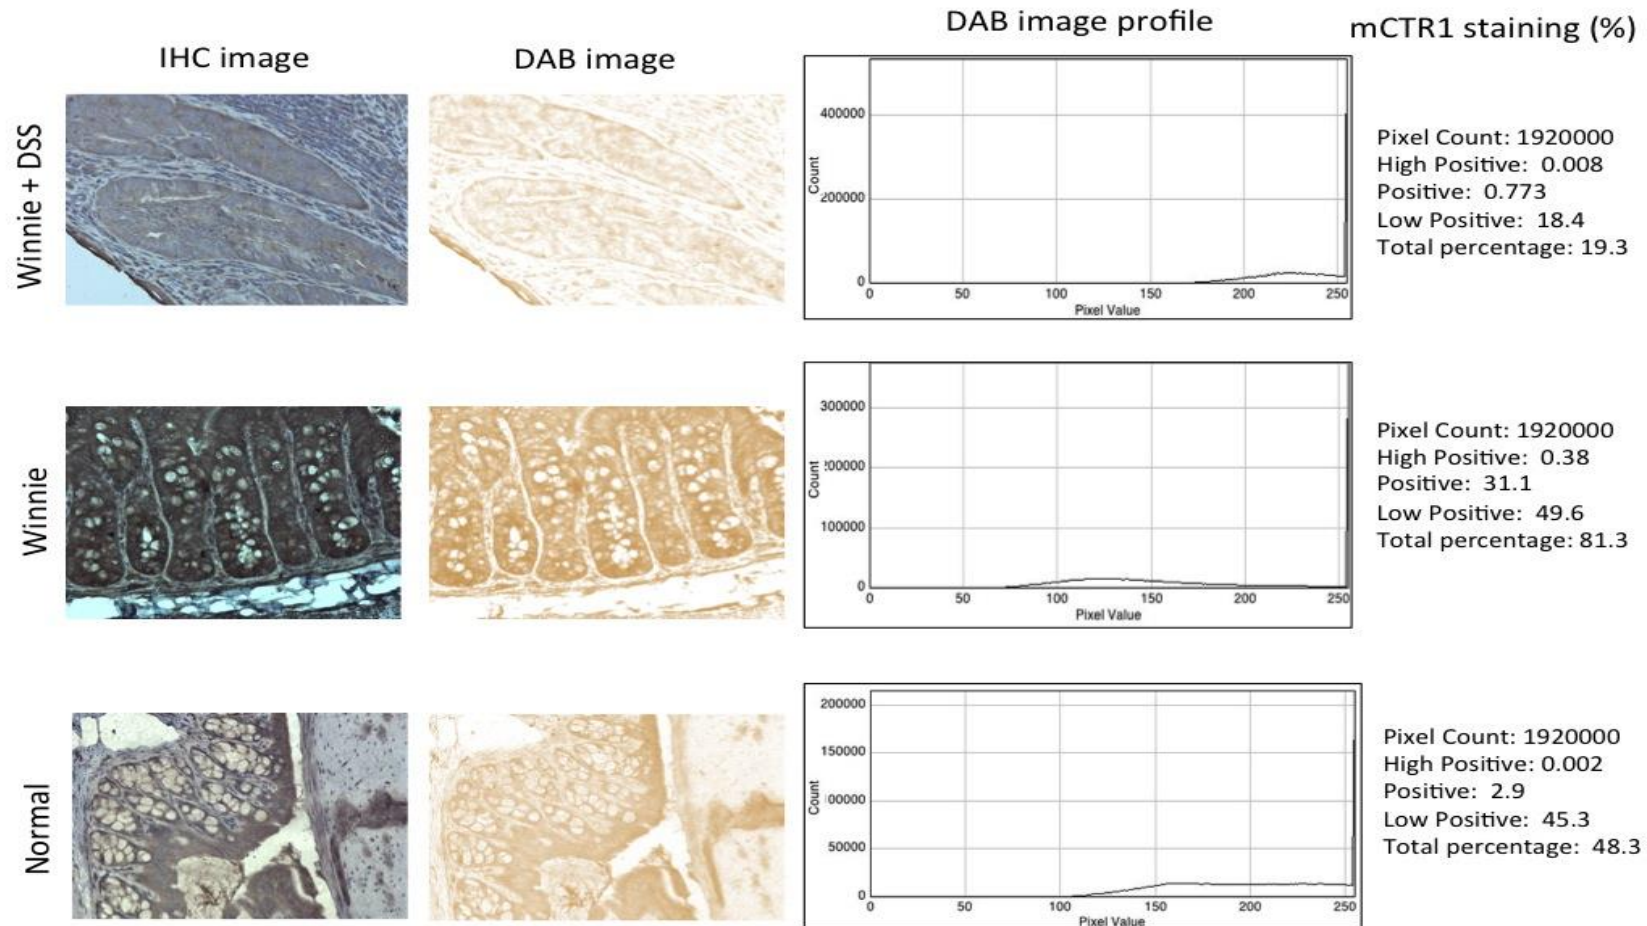 DAB image profile
mCTR1 staining (%)
IHC image
DAB image
Winnie + DSS
400000
200000
0
Count
0 50 100 150 200 250
Pixel Value
Pixel Count: 1920000
High Positive: 0.008
Positive: 0.773
Low Positive: 18.4
Total percentage: 19.3
Winnie
300000
00000
100000
0
Count
0 50 100 150 200 250
Pixel Value
Pixel Count: 1920000
High Positive: 0.38
Positive: 31.1
Low Positive: 49.6
Total percentage: 81.3
Normal
200000
150000
00000
50000
0
Count
0 50 100 150 200 250
Pixel Value
Pixel Count: 1920000
High Positive: 0.002
Positive: 2.9
Low Positive: 45.3
Total percentage: 48.3